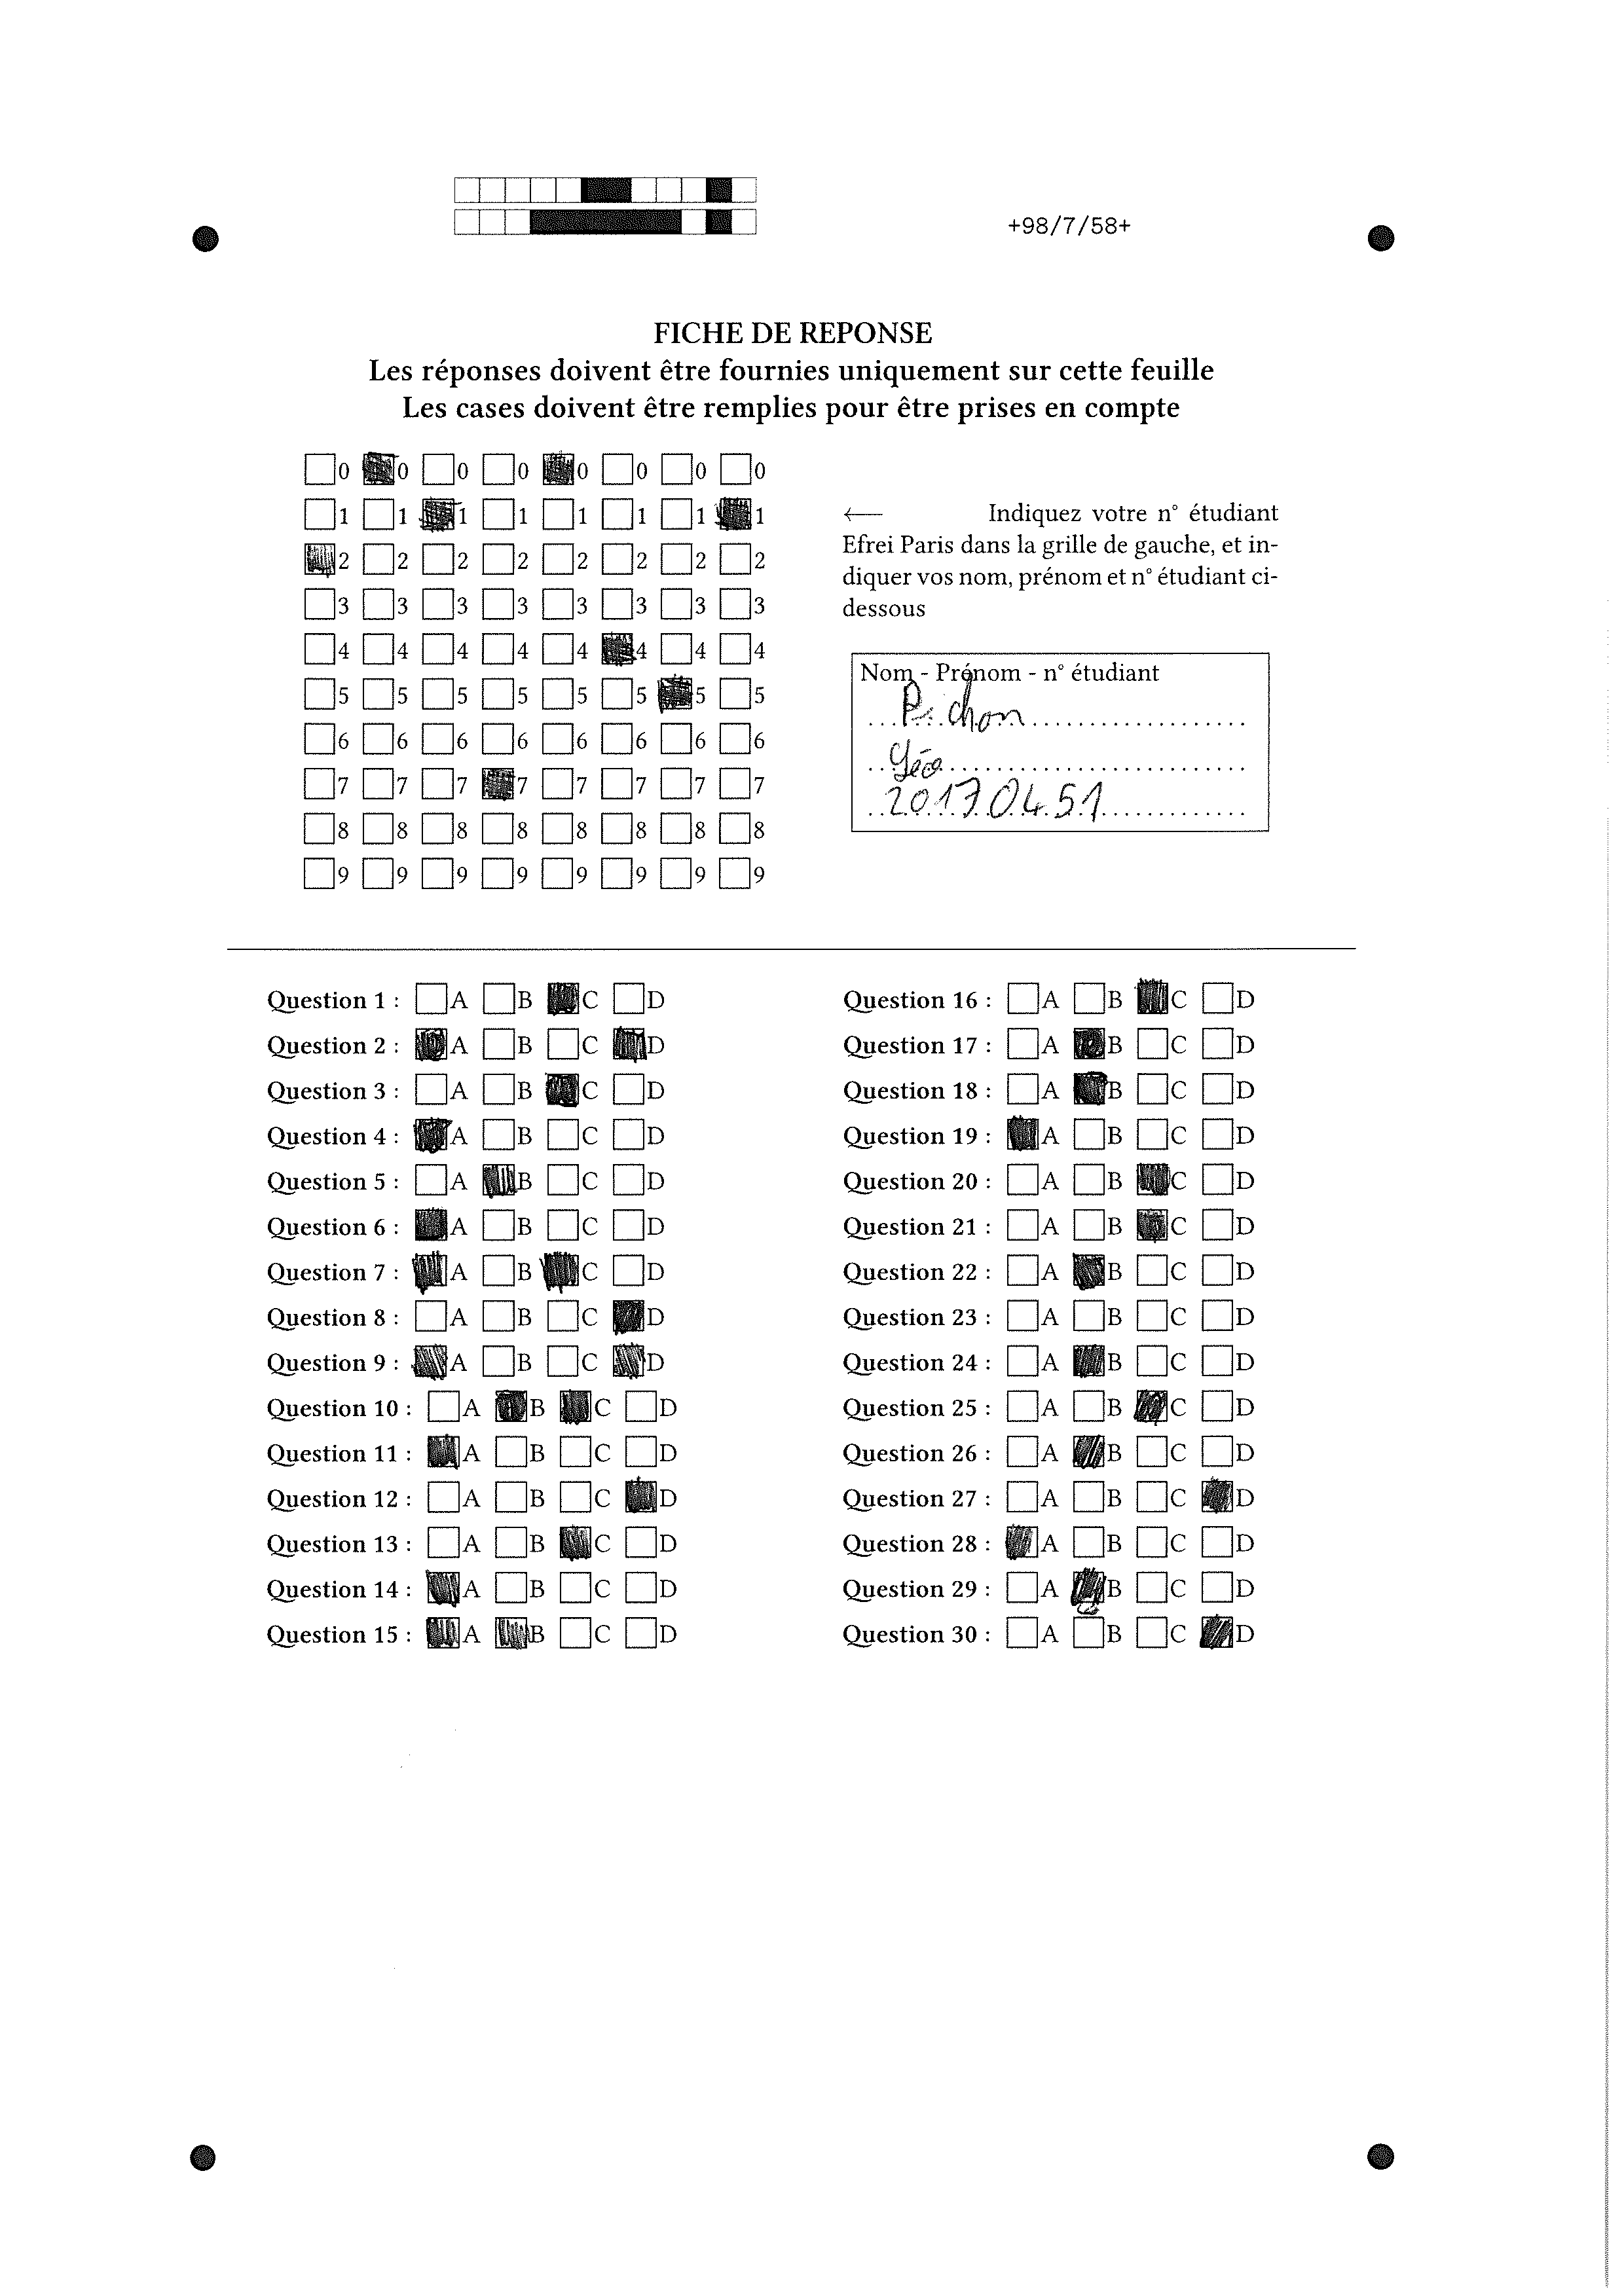 +98/7/58+
FICHE DE REPONSE
Les réponses doivent être fournies uniquement sur cette feuille
Les cases doivent être remplies pour être prises en compte
0 0 0 0 0 0 0 0
1 1 1 1 1 1 1 1
2 2 2 2 2 2 2 2
3 3 3 3 3 3 3 3
4 4 4 4 4 4 4 4
5 5 5 5 5 5 5 5
6 6 6 6 6 6 6 6
7 7 7 7 7 7 7 7
8 8 8 8 8 8 8 8
9 9 9 9 9 9 9 9
← Indiquez votre n° étudiant
Efrei Paris dans la grille de gauche, et in-
diquer vos nom, prénom et n° étudiant ci-
dessous
Nom - Prénom - n° étudiant
Pichon
Léo
20170451
Question 1 : A B C D
Question 2 : A B C D
Question 3 : A B C D
Question 4 : A B C D
Question 5 : A B C D
Question 6 : A B C D
Question 7 : A B C D
Question 8 : A B C D
Question 9 : A B C D
Question 10 : A B C D
Question 11 : A B C D
Question 12 : A B C D
Question 13 : A B C D
Question 14 : A B C D
Question 15 : A B C D
Question 16 : A B C D
Question 17 : A B C D
Question 18 : A B C D
Question 19 : A B C D
Question 20 : A B C D
Question 21 : A B C D
Question 22 : A B C D
Question 23 : A B C D
Question 24 : A B C D
Question 25 : A B C D
Question 26 : A B C D
Question 27 : A B C D
Question 28 : A B C D
Question 29 : A B C D
Question 30 : A B C D